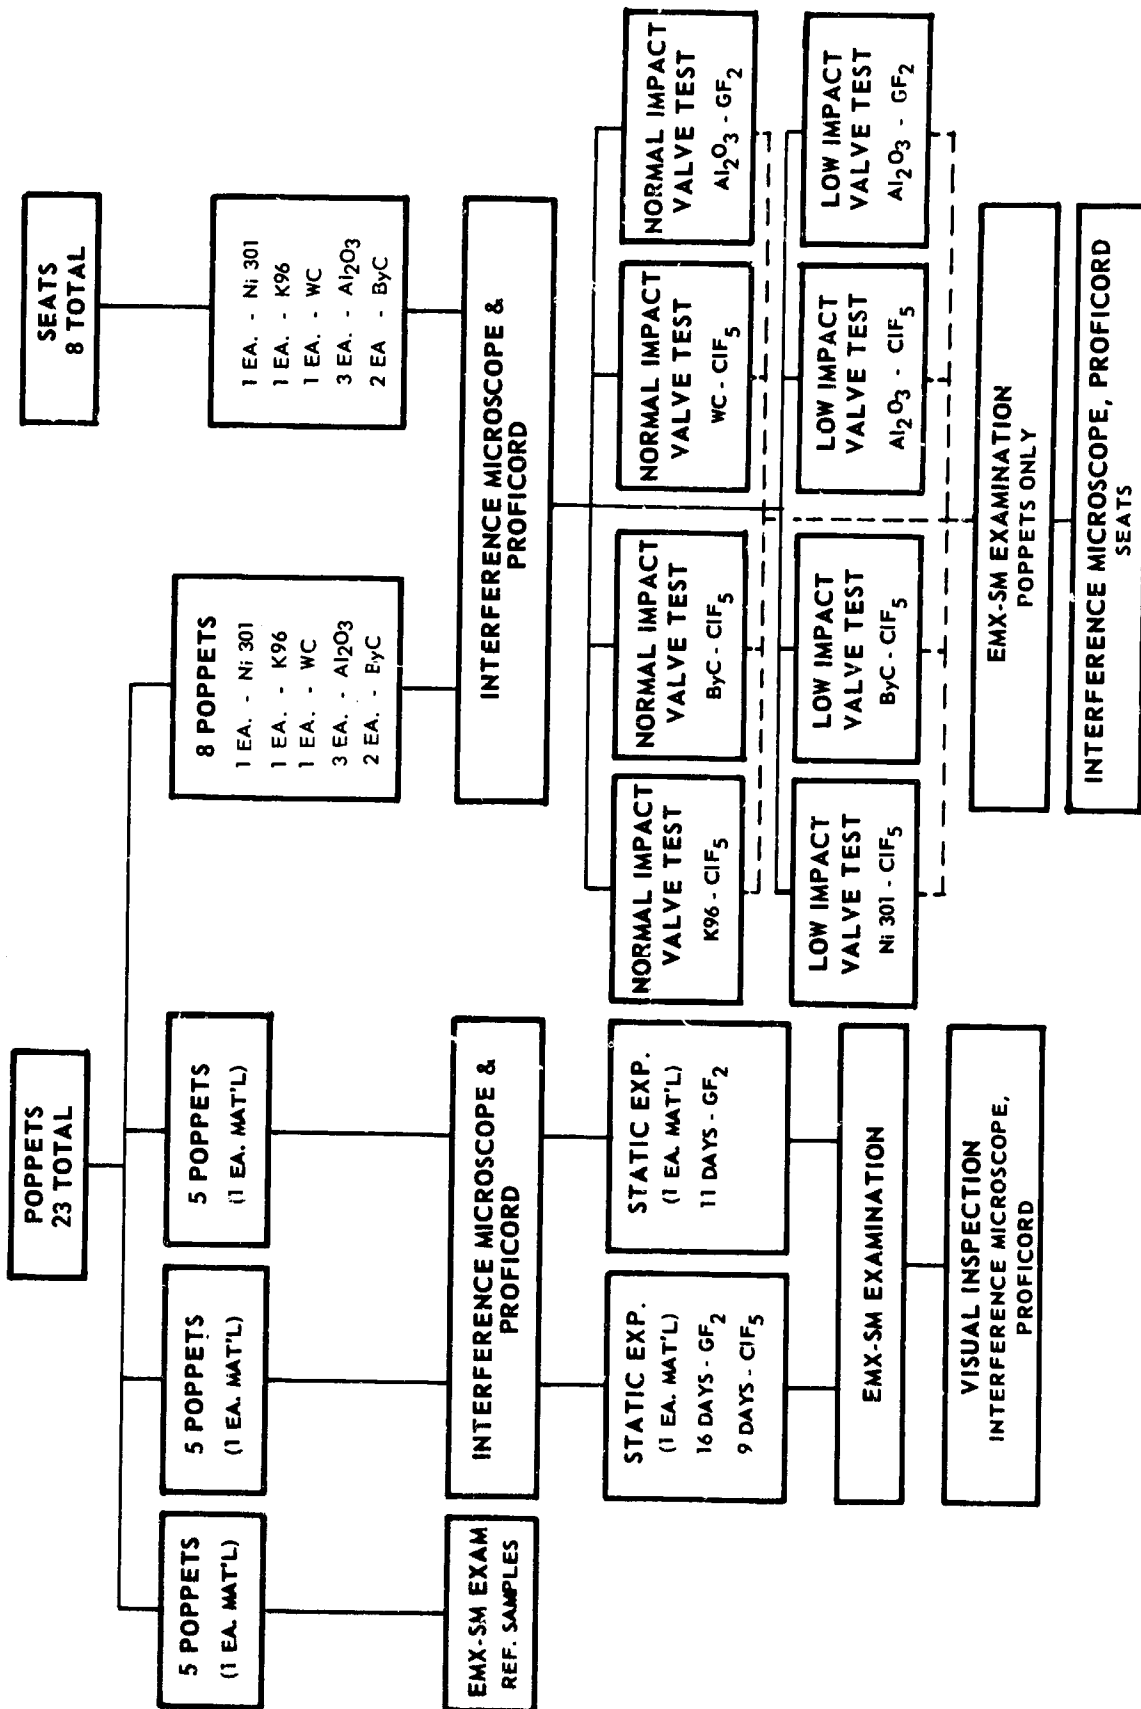 POPPETS
23 TOTAL
SEATS
8 TOTAL
5 POPPETS
(1 EA. MAT'L)
5 POPPETS
(1 EA. MAT'L)
5 POPPETS
(1 EA. MAT'L)
8 POPPETS
1 EA. - Ni 301
1 EA. - K96
1 EA. - WC
3 EA. - Al₂O₃
2 EA. - ByC
1 EA. - Ni 301
1 EA. - K96
1 EA. - WC
3 EA. - Al₂O₃
2 EA - ByC
EMX-SM EXAM
REF. SAMPLES
INTERFERENCE MICROSCOPE &
PROFICORD
INTERFERENCE MICROSCOPE &
PROFICORD
STATIC EXP.
(1 EA. MAT'L)
16 DAYS - GF₂
9 DAYS - ClF₅
STATIC EXP.
(1 EA. MAT'L)
11 DAYS - GF₂
NORMAL IMPACT
VALVE TEST
K96 - ClF₅
NORMAL IMPACT
VALVE TEST
ByC - ClF₅
NORMAL IMPACT
VALVE TEST
WC - ClF₅
NORMAL IMPACT
VALVE TEST
Al₂O₃ - GF₂
LOW IMPACT
VALVE TEST
Ni 301 - ClF₅
LOW IMPACT
VALVE TEST
ByC - ClF₅
LOW IMPACT
VALVE TEST
Al₂O₃ - ClF₅
LOW IMPACT
VALVE TEST
Al₂O₃ - GF₂
EMX-SM EXAMINATION
VISUAL INSPECTION
INTERFERENCE MICROSCOPE,
PROFICORD
EMX-SM EXAMINATION
POPPETS ONLY
INTERFERENCE MICROSCOPE, PROFICORD
SEATS